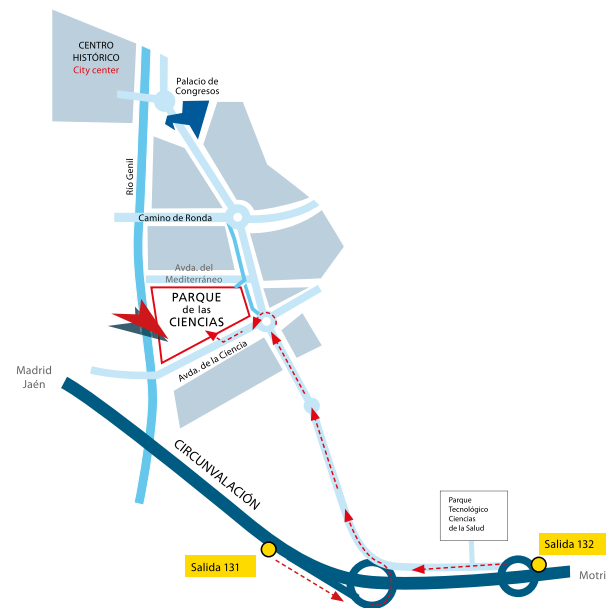 CENTRO
HISTÓRICO
City center
Palacio de
Congresos
Río Genil
Camino de Ronda
Avda. del
Mediterráneo
PARQUE
de las
CIENCIAS
Avda. de la Ciencia
Madrid
Jaén
CIRCUNVALACIÓN
Parque
Tecnológico
Ciencias
de la Salud
Salida 132
Salida 131
Motri